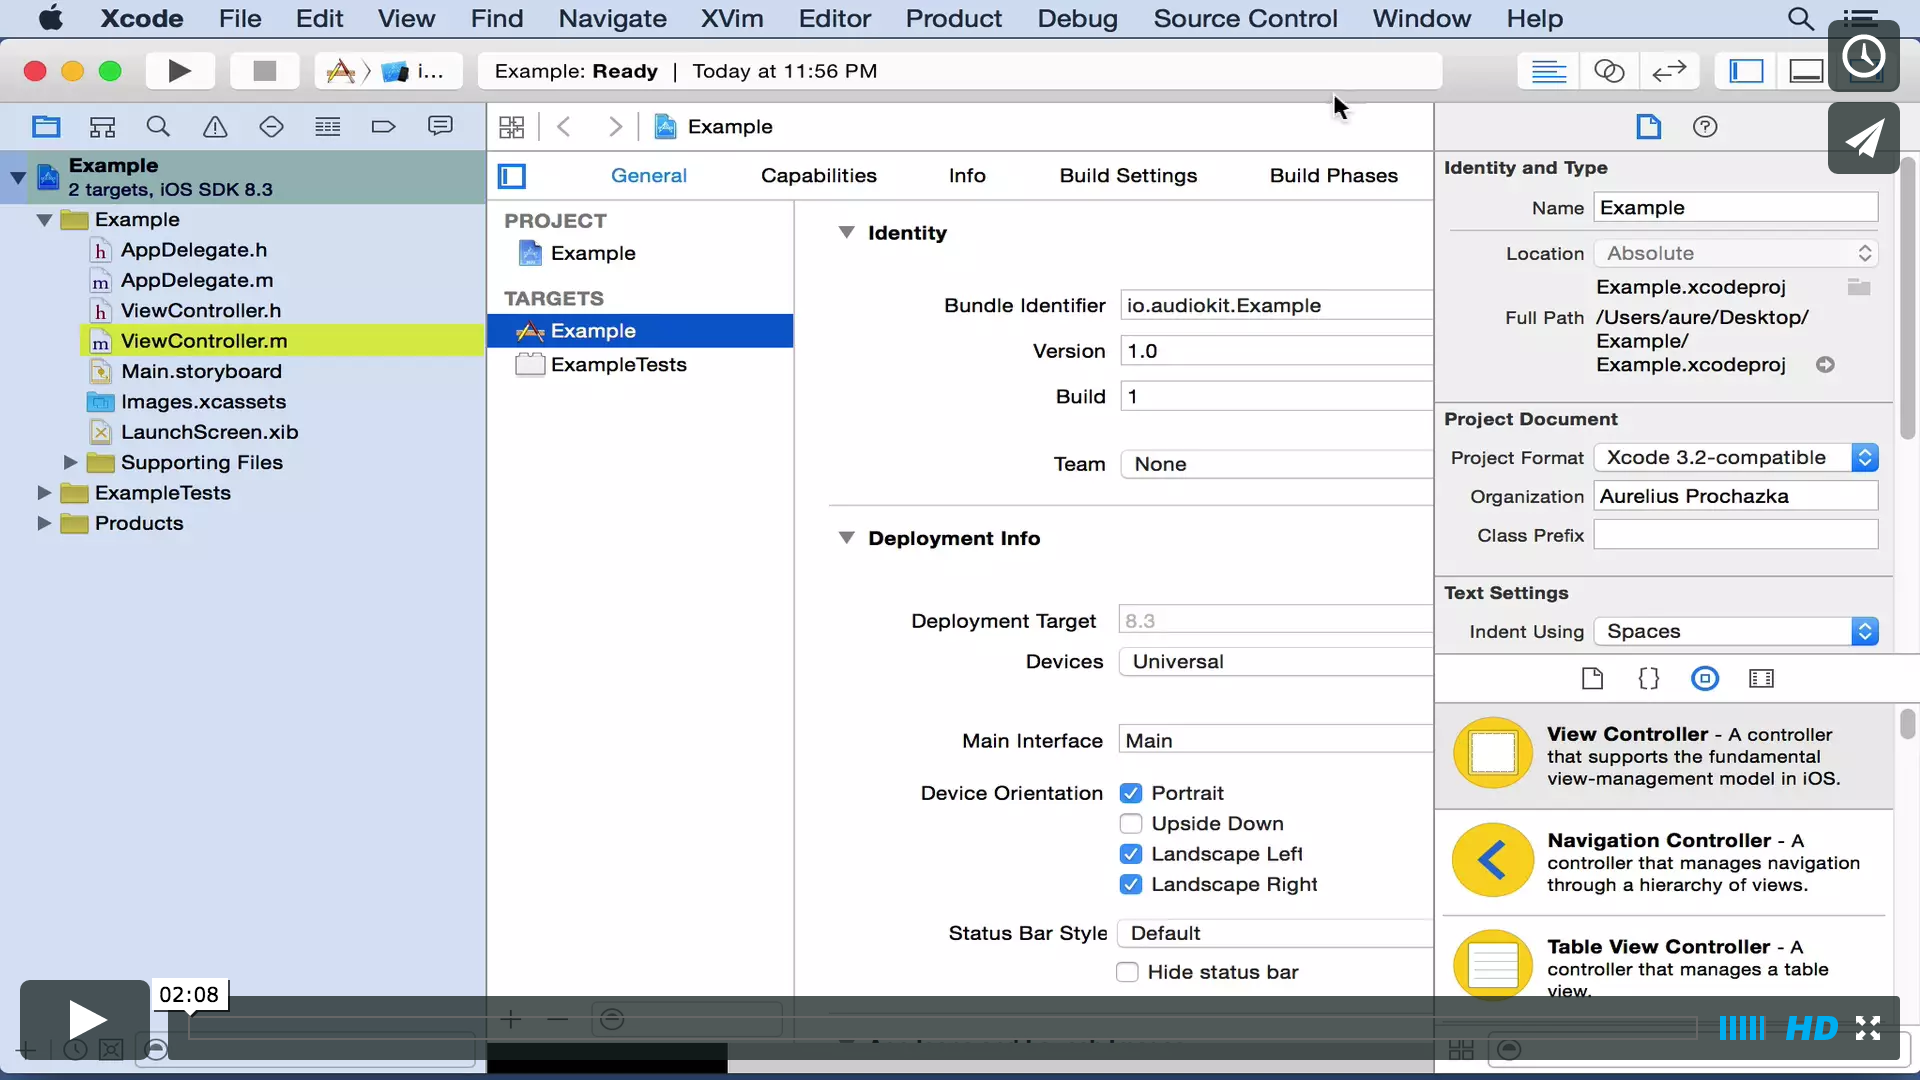 Xcode File Edit View Find Navigate XVim Editor Product Debug Source Control Window Help
i...
Example: Ready | Today at 11:56 PM
Example
2 targets, iOS SDK 8.3
Example
AppDelegate.h
AppDelegate.m
ViewController.h
ViewController.m
Main.storyboard
Images.xcassets
LaunchScreen.xib
Supporting Files
ExampleTests
Products
Example
General Capabilities Info Build Settings Build Phases
PROJECT
Example
TARGETS
Example
ExampleTests
Identity
Bundle Identifier io.audiokit.Example
Version 1.0
Build 1
Team None
Deployment Info
Deployment Target 8.3
Devices Universal
Main Interface Main
Device Orientation Portrait
Upside Down
Landscape Left
Landscape Right
Status Bar Style Default
Hide status bar
Identity and Type
Name Example
Location Absolute
Example.xcodeproj
Full Path /Users/aure/Desktop/
Example/
Example.xcodeproj
Project Document
Project Format Xcode 3.2-compatible
Organization Aurelius Prochazka
Class Prefix
Text Settings
Indent Using Spaces
View Controller - A controller
that supports the fundamental
view-management model in iOS.
Navigation Controller - A
controller that manages navigation
through a hierarchy of views.
Table View Controller - A
controller that manages a table
view.
02:08
HD